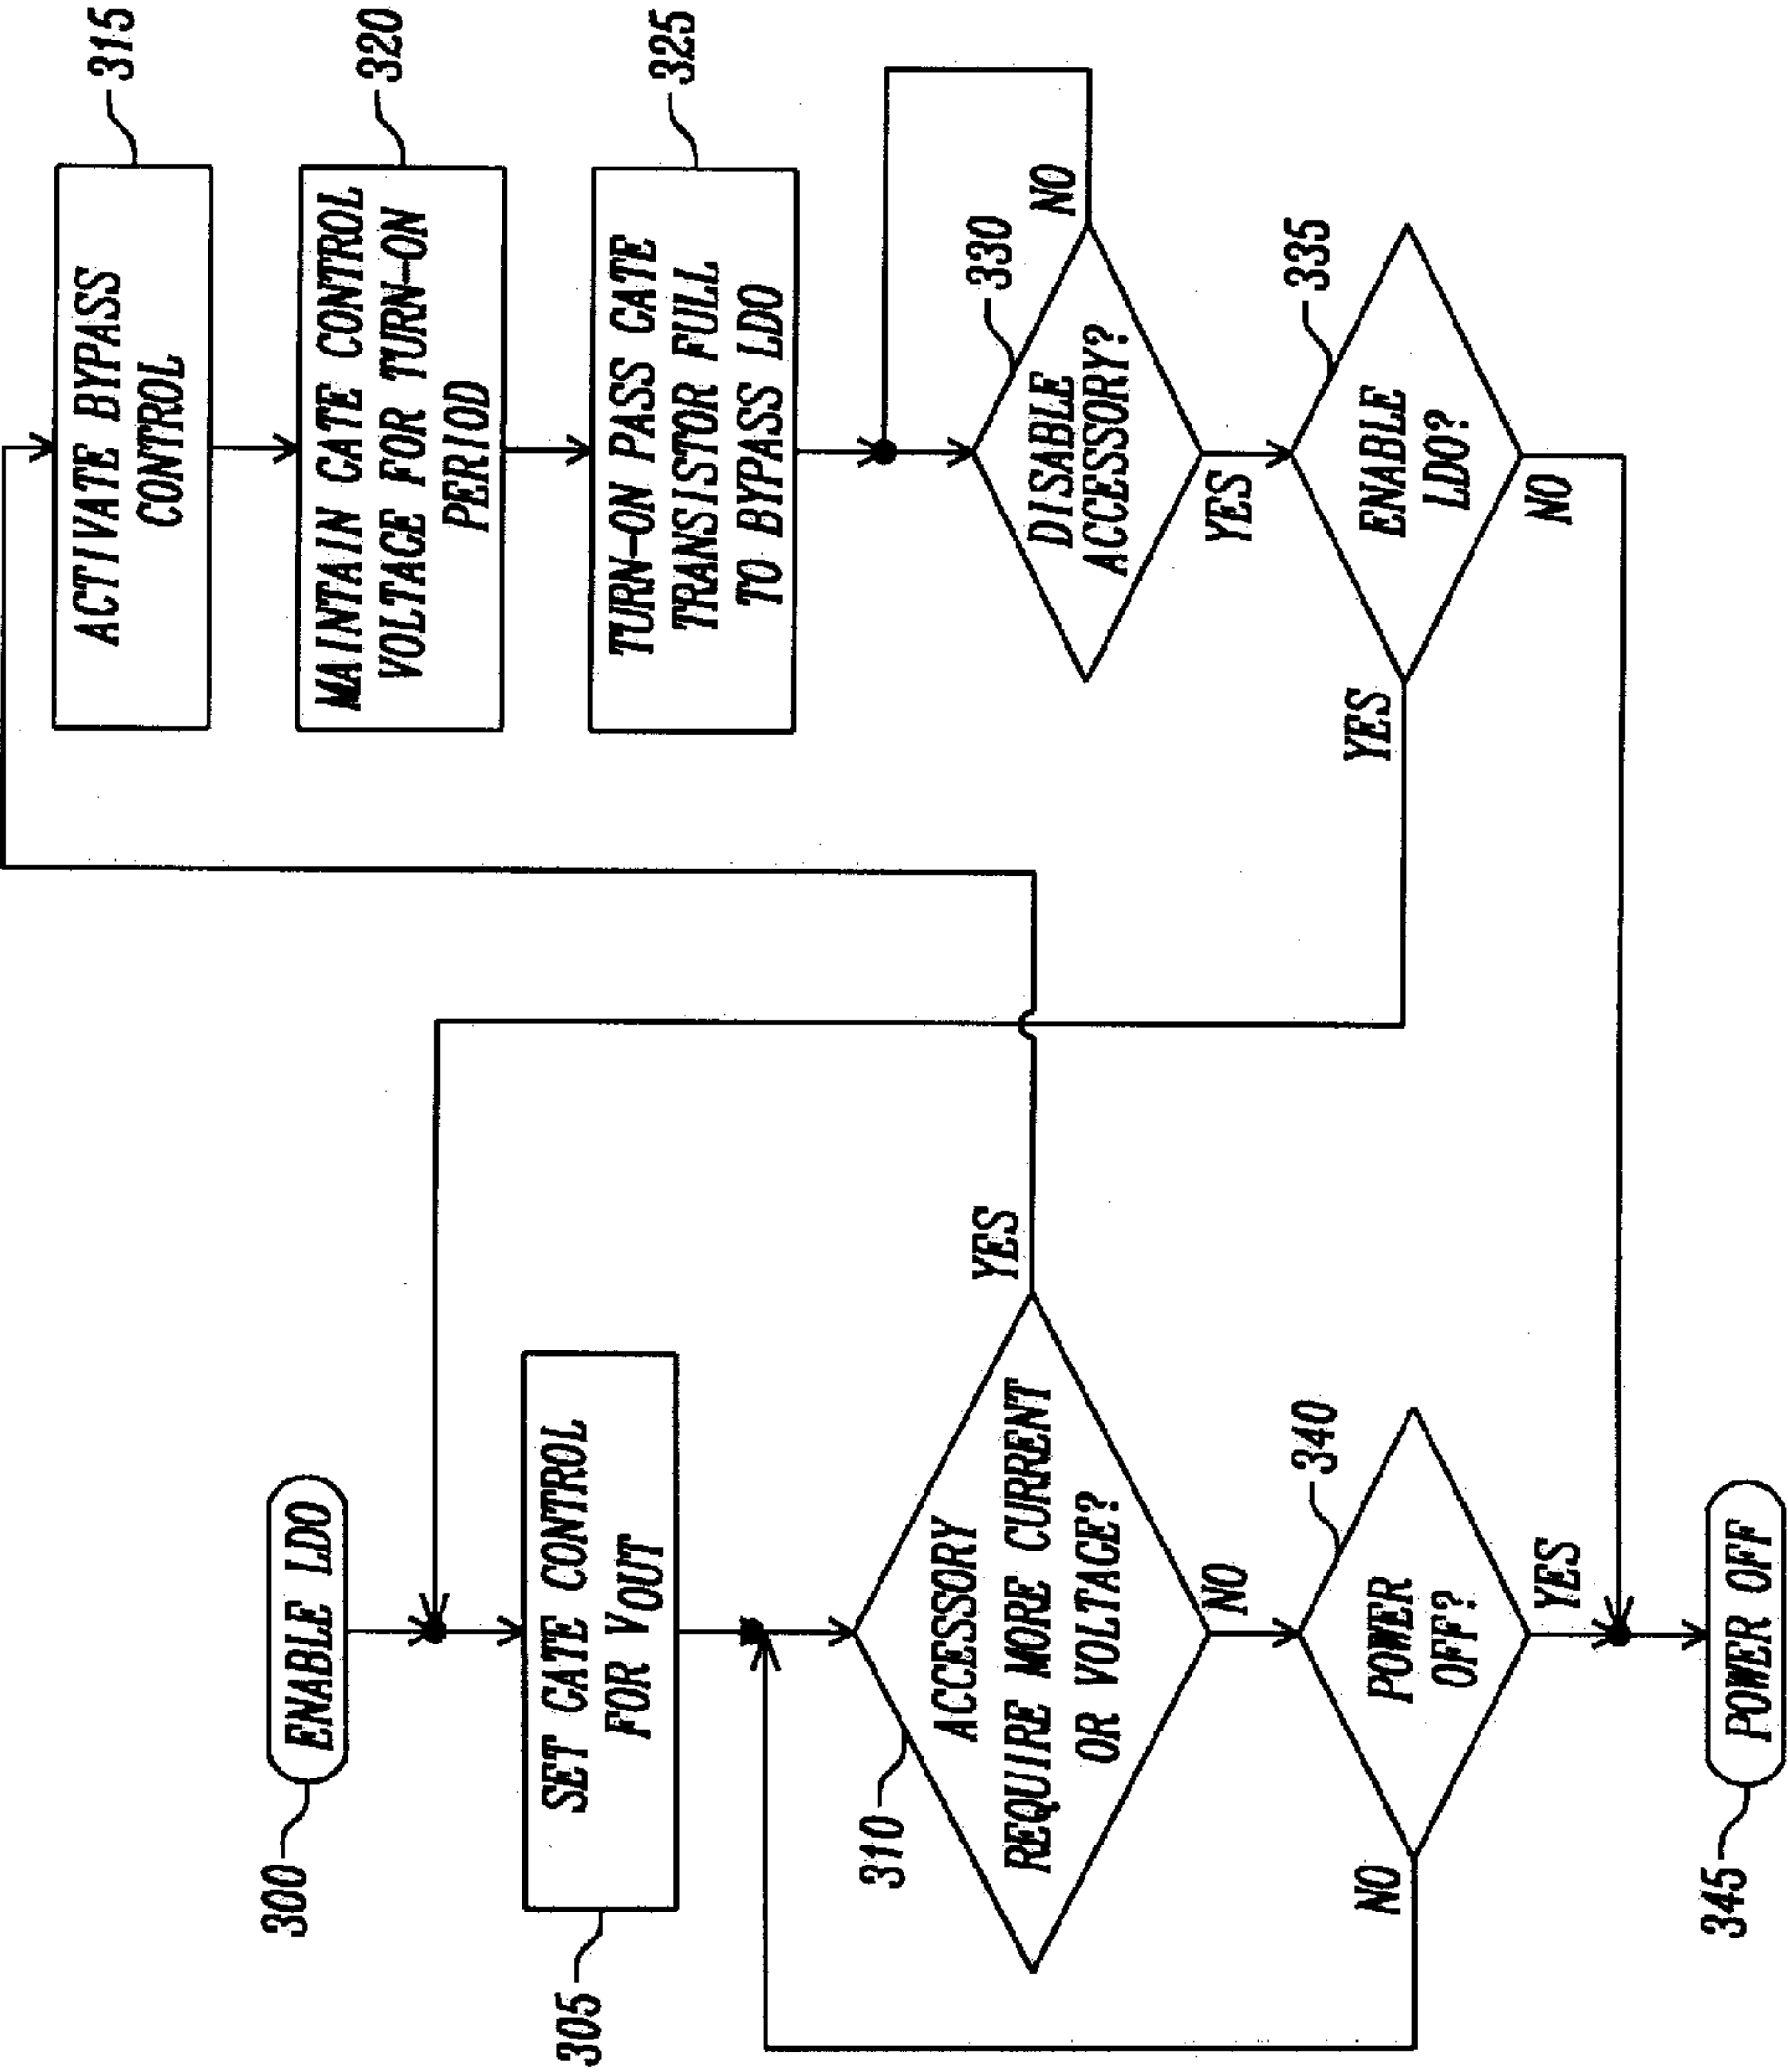 300
ENABLE LDO
305
SET GATE CONTROL
FOR VOUT
310
ACCESSORY
REQUIRE MORE CURRENT
OR VOLTAGE?
YES
NO
340
POWER
OFF?
NO
YES
345
POWER OFF
315
ACTIVATE BYPASS
CONTROL
320
MAINTAIN GATE CONTROL
VOLTAGE FOR TURN-ON
PERIOD
325
TURN-ON PASS GATE
TRANSISTOR FULL
TO BYPASS LDO
330
NO
DISABLE
ACCESSORY?
YES
335
YES
ENABLE
LDO?
NO